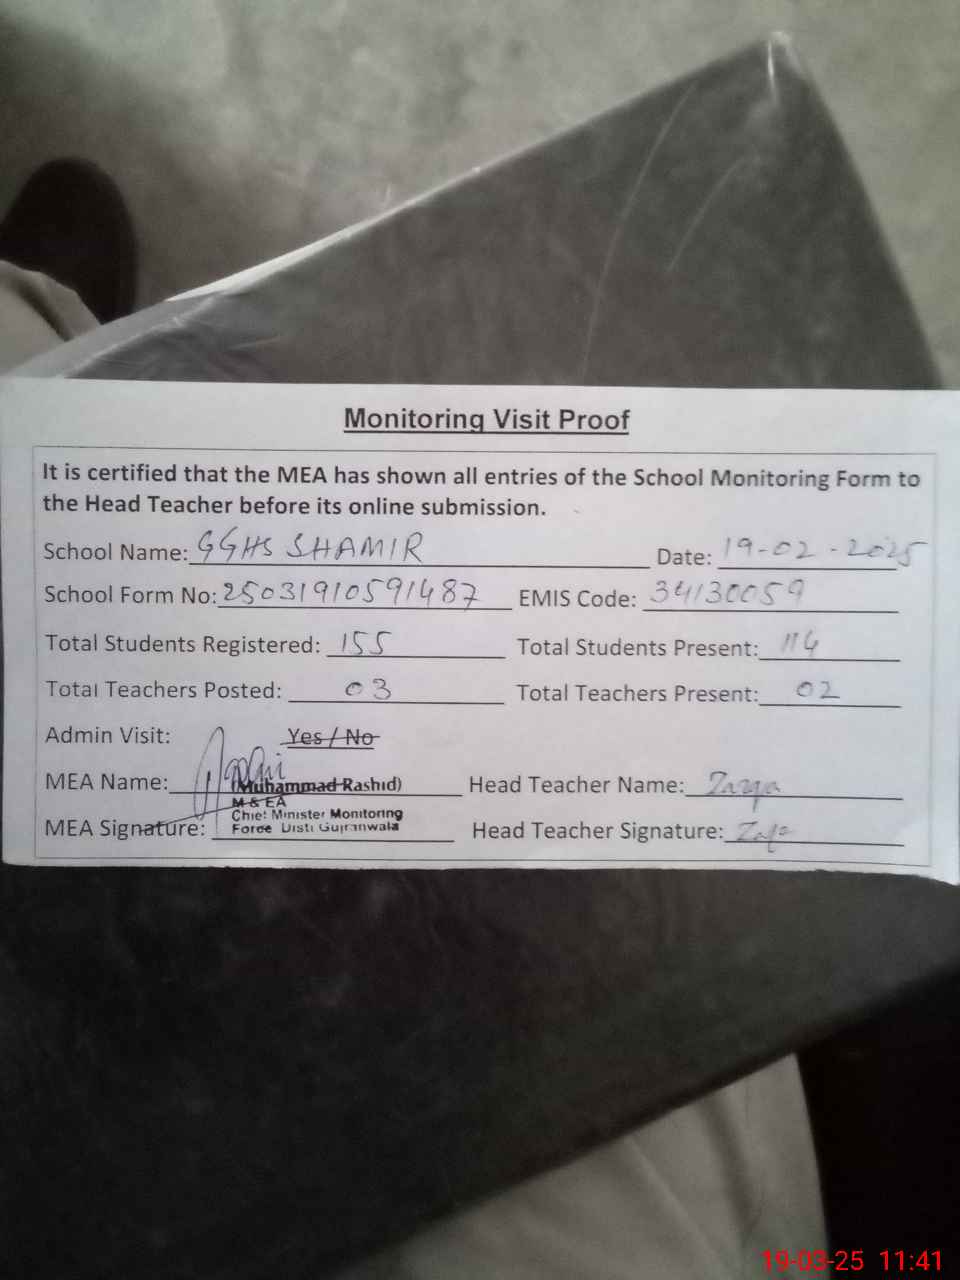 Monitoring Visit Proof
It is certified that the MEA has shown all entries of the School Monitoring Form to
the Head Teacher before its online submission.
School Name: GGHS SHAMIR Date: 19-02-2025
School Form No: 25031910591487 EMIS Code: 34130059
Total Students Registered: 155 Total Students Present: 114
Total Teachers Posted: 03 Total Teachers Present: 02
Admin Visit: Yes / No
MEA Name: (Muhammad Rashid) Head Teacher Name: Zarqa
M & EA
Chief Minister Monitoring
MEA Signature: Force Distt Gujranwala Head Teacher Signature:
19-03-25 11:41